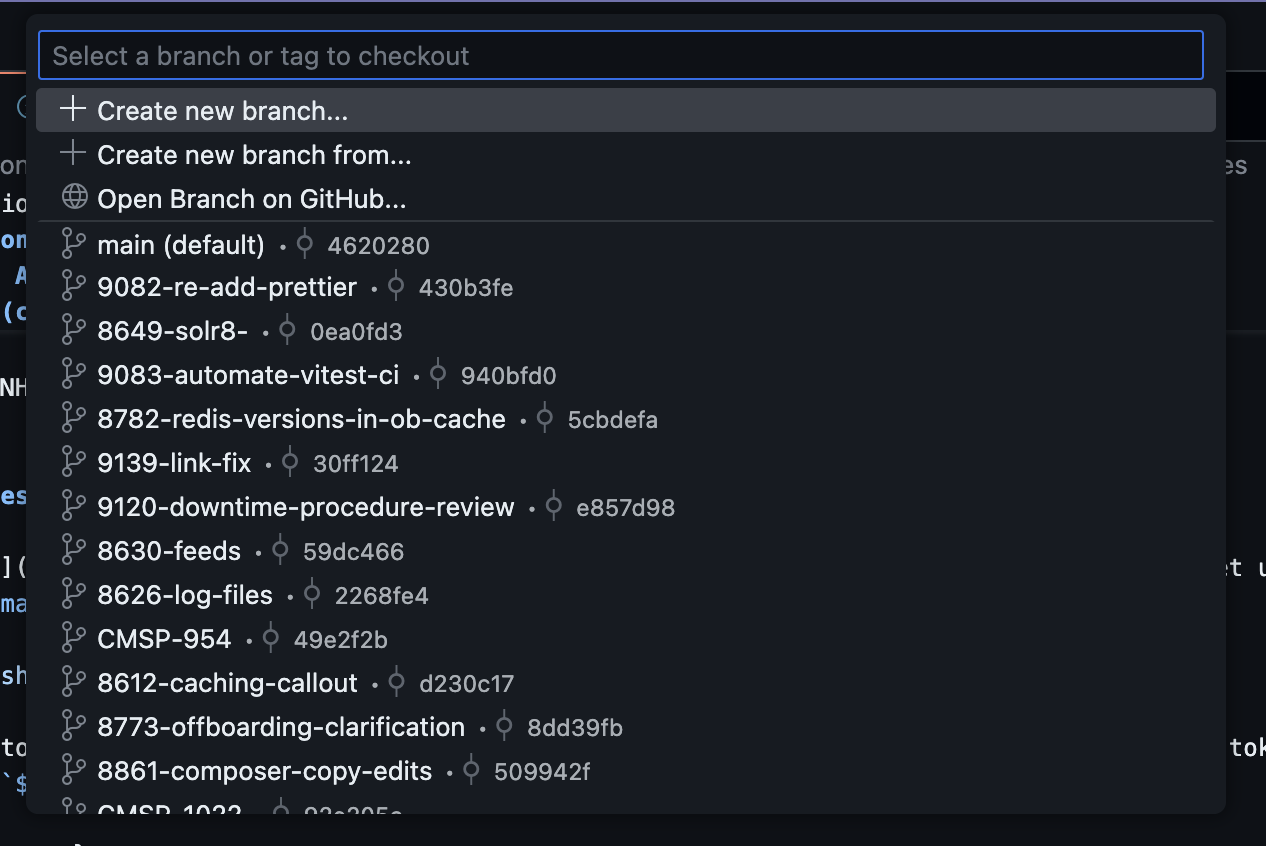 Select a branch or tag to checkout
Create new branch...
Create new branch from...
Open Branch on GitHub...
main (default) • 4620280
9082-re-add-prettier • 430b3fe
8649-solr8- • 0ea0fd3
9083-automate-vitest-ci • 940bfd0
8782-redis-versions-in-ob-cache • 5cbdefa
9139-link-fix • 30ff124
9120-downtime-procedure-review • e857d98
8630-feeds • 59dc466
8626-log-files • 2268fe4
CMSP-954 • 49e2f2b
8612-caching-callout • d230c17
8773-offboarding-clarification • 8dd39fb
8861-composer-copy-edits • 509942f
CMSP-1022